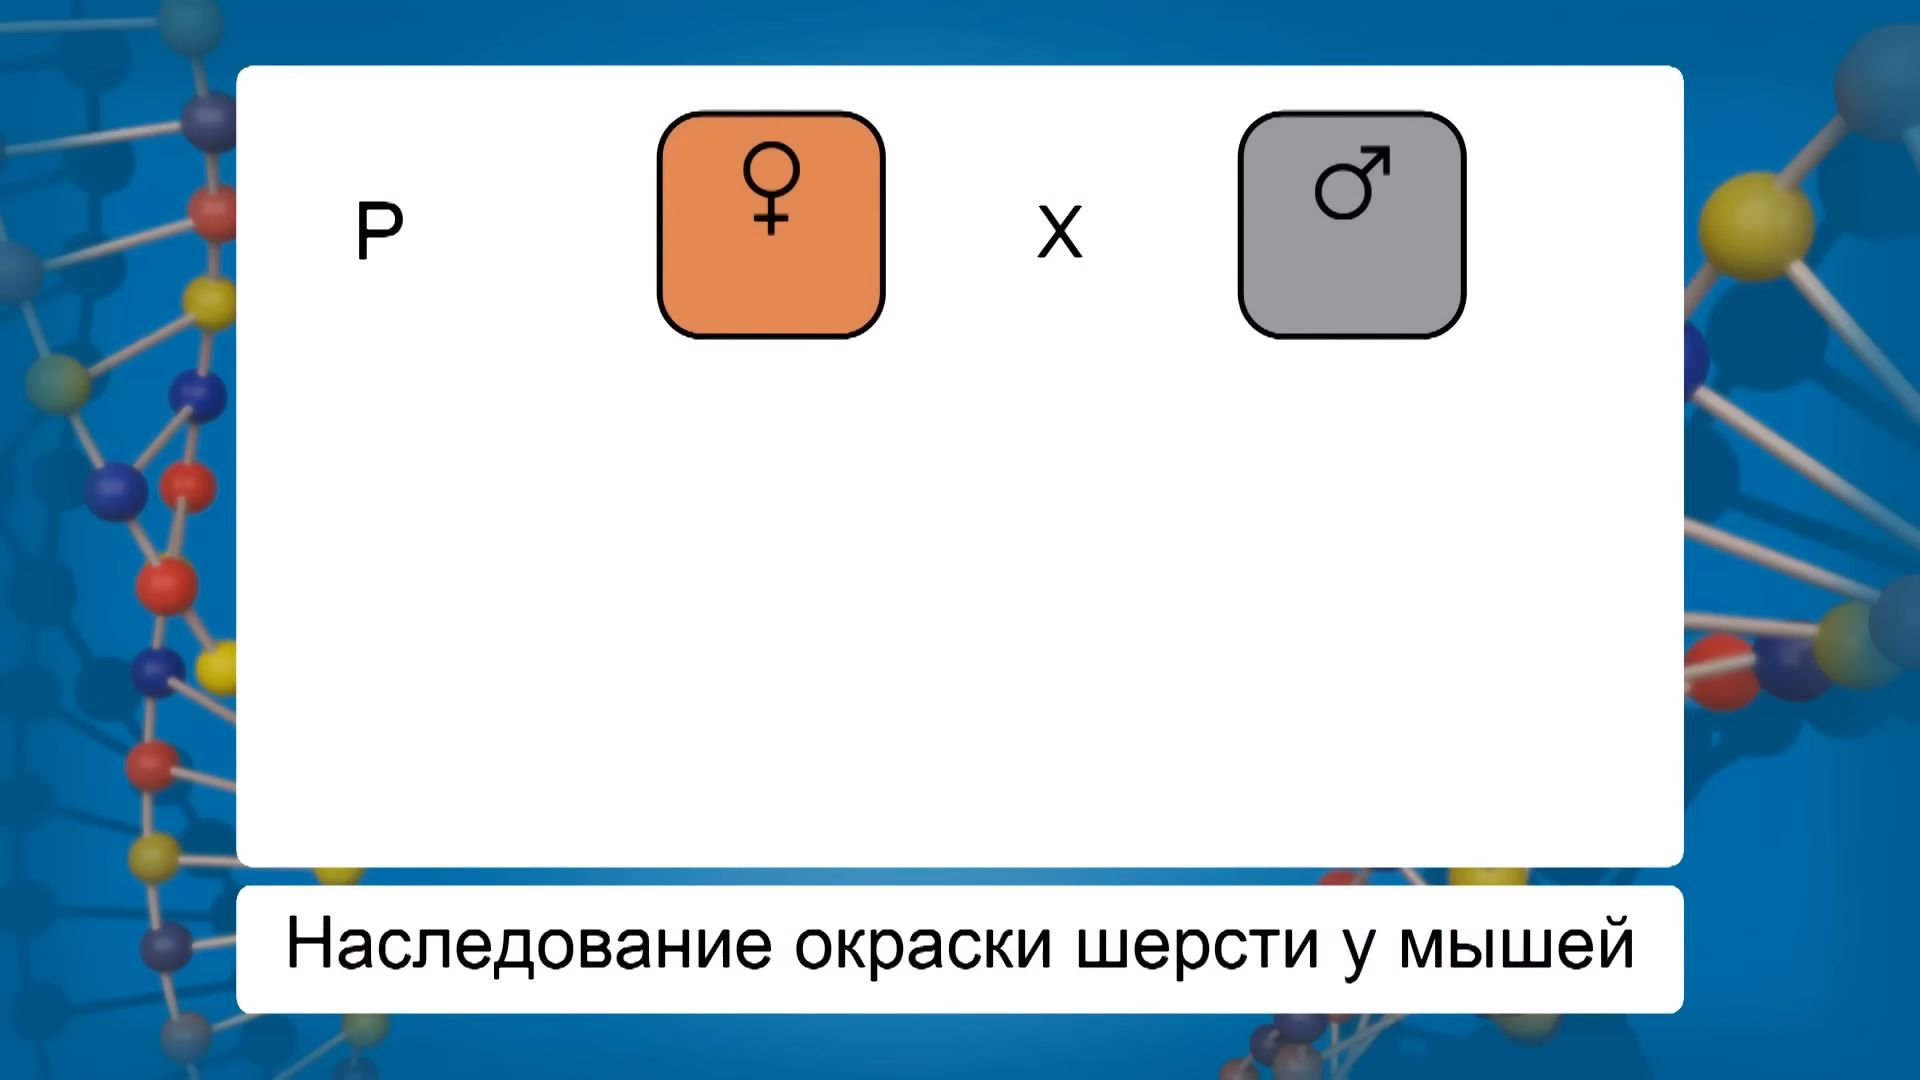 P ♀ X ♂
Наследование окраски шерсти у мышей